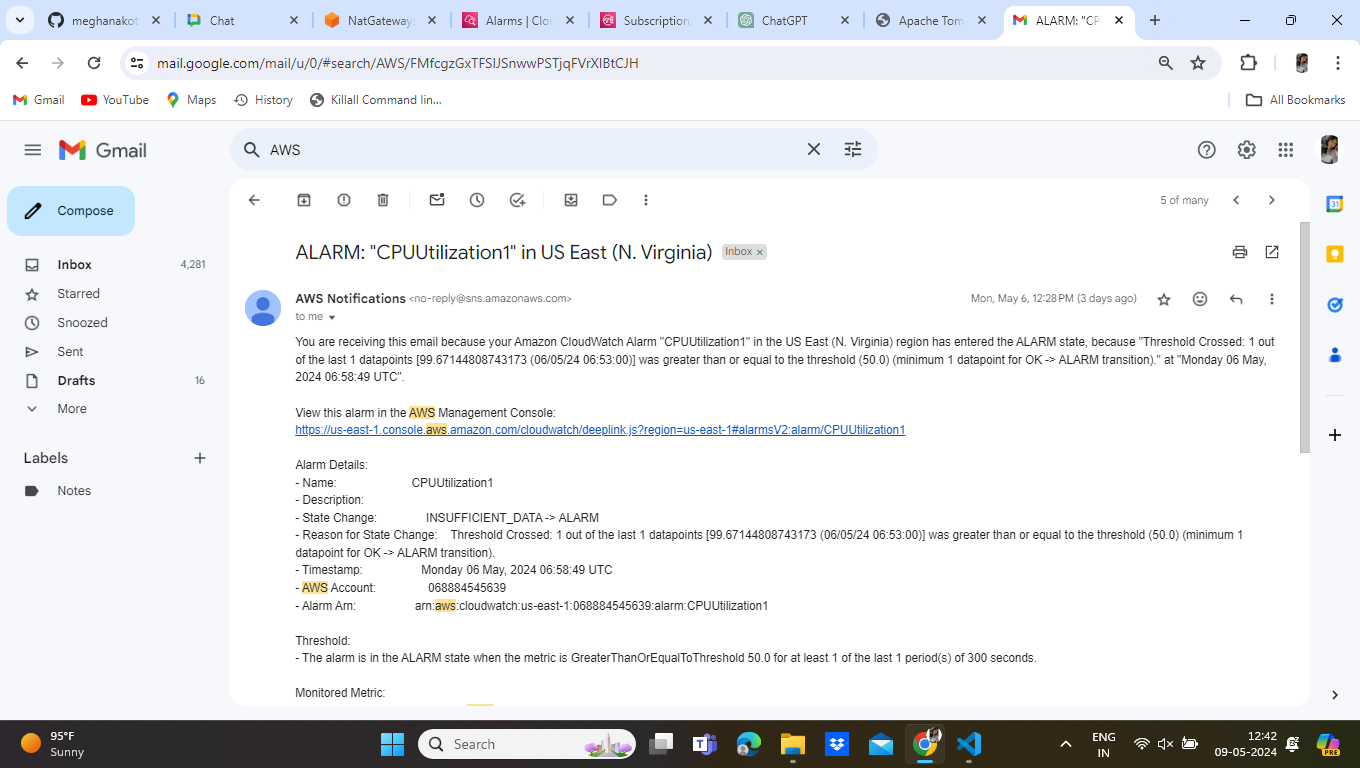 meghanakot
Chat
NatGateways
Alarms | Clou
Subscription
ChatGPT
Apache Tom
ALARM: "CPU
mail.google.com/mail/u/0/#search/AWS/FMfcgzGxTFSlJSnwwPSTjqFVrXlBtCJH
Gmail
YouTube
Maps
History
Killall Command lin...
All Bookmarks
Gmail
AWS
Compose
5 of many
Inbox 4,281
Starred
Snoozed
Sent
Drafts 16
More
Labels
Notes
ALARM: "CPUUtilization1" in US East (N. Virginia) Inbox ×
AWS Notifications <no-reply@sns.amazonaws.com> Mon, May 6, 12:28 PM (3 days ago)
to me
You are receiving this email because your Amazon CloudWatch Alarm "CPUUtilization1" in the US East (N. Virginia) region has entered the ALARM state, because "Threshold Crossed: 1 out
of the last 1 datapoints [99.67144808743173 (06/05/24 06:53:00)] was greater than or equal to the threshold (50.0) (minimum 1 datapoint for OK -> ALARM transition)." at "Monday 06 May,
2024 06:58:49 UTC".
View this alarm in the AWS Management Console:
https://us-east-1.console.aws.amazon.com/cloudwatch/deeplink.js?region=us-east-1#alarmsV2:alarm/CPUUtilization1
Alarm Details:
- Name: CPUUtilization1
- Description:
- State Change: INSUFFICIENT_DATA -> ALARM
- Reason for State Change: Threshold Crossed: 1 out of the last 1 datapoints [99.67144808743173 (06/05/24 06:53:00)] was greater than or equal to the threshold (50.0) (minimum 1
datapoint for OK -> ALARM transition).
- Timestamp: Monday 06 May, 2024 06:58:49 UTC
- AWS Account: 068884545639
- Alarm Arn: arn:aws:cloudwatch:us-east-1:068884545639:alarm:CPUUtilization1
Threshold:
- The alarm is in the ALARM state when the metric is GreaterThanOrEqualToThreshold 50.0 for at least 1 of the last 1 period(s) of 300 seconds.
Monitored Metric:
31
95°F
Sunny
Search
ENG
IN
12:42
09-05-2024
PRE